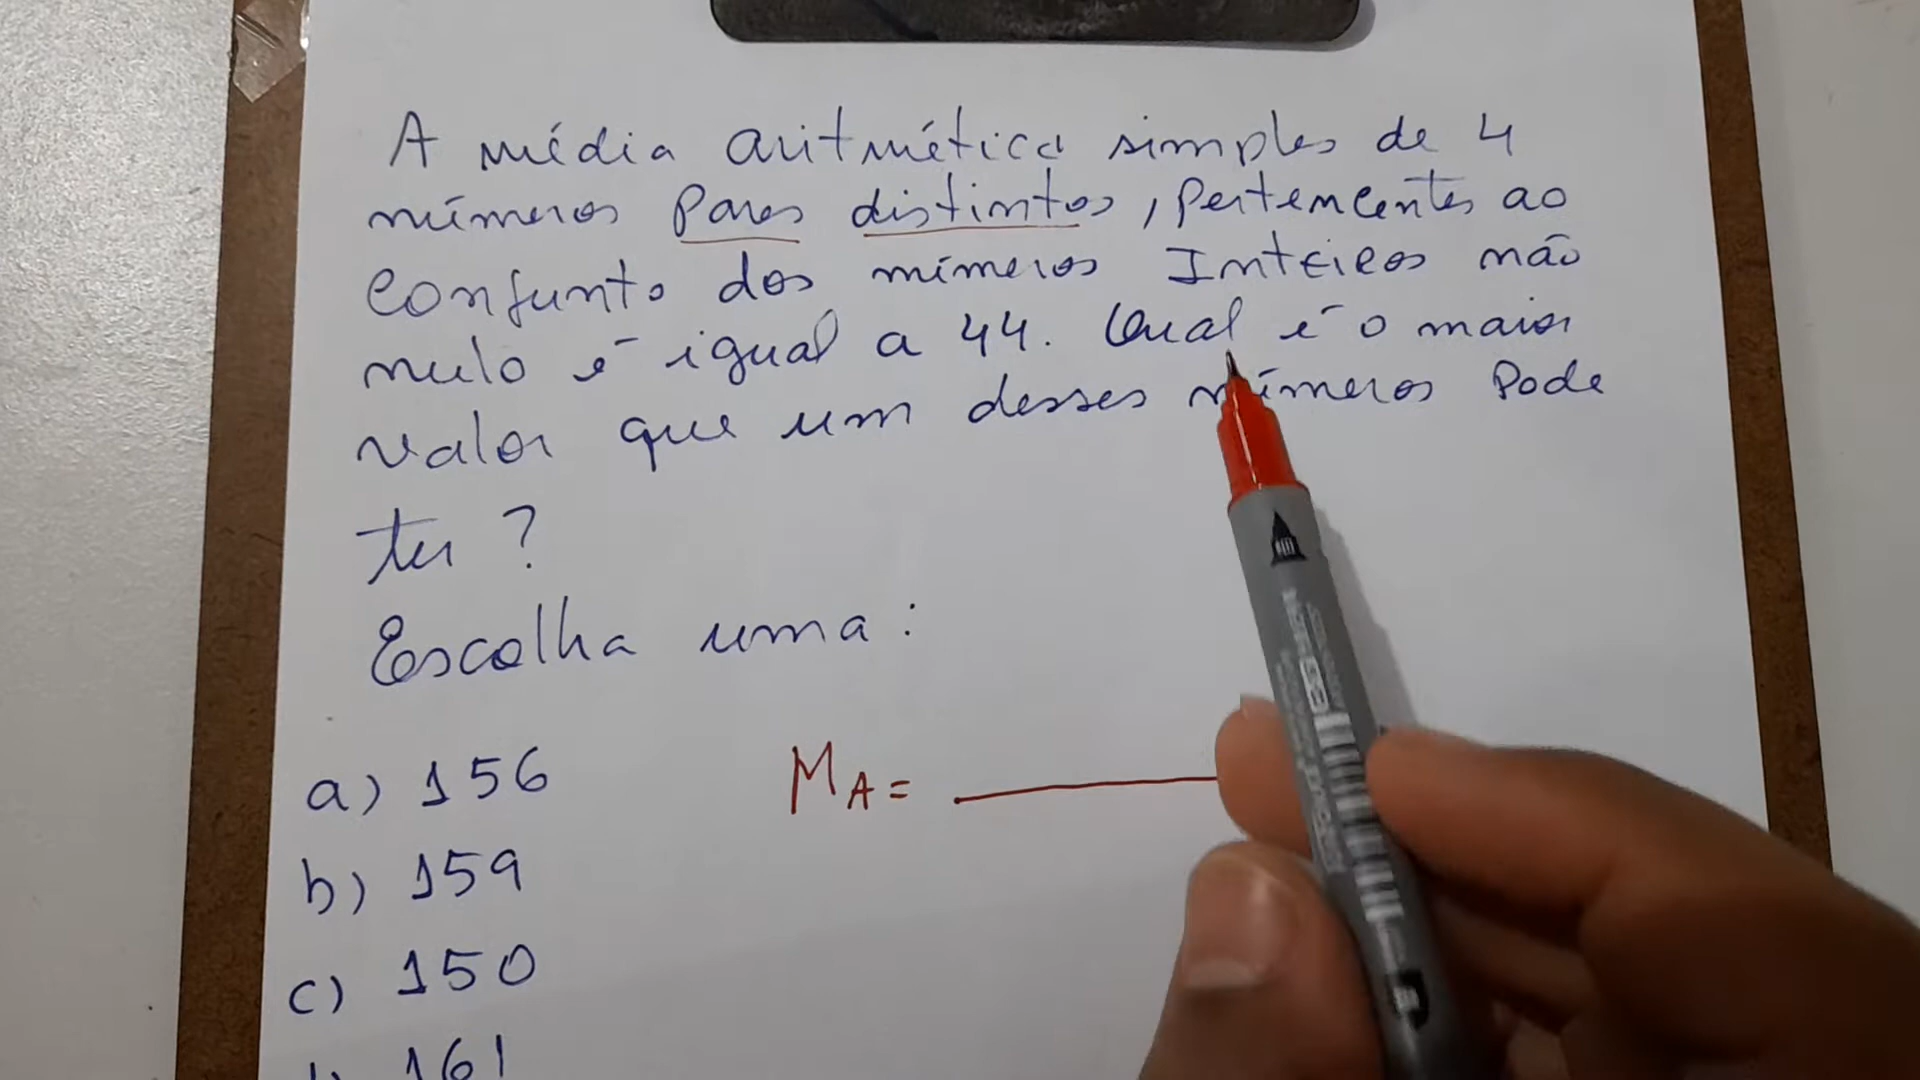 A média aritmética simples de 4
números Pares distintos, Pertencentes ao
conjunto dos números Inteiros não
nulo é igual a 44. Qual é o maior
valor que um desses números Pode
ter ?
Escolha uma :
a) 156
MA=
b) 159
c) 150
161